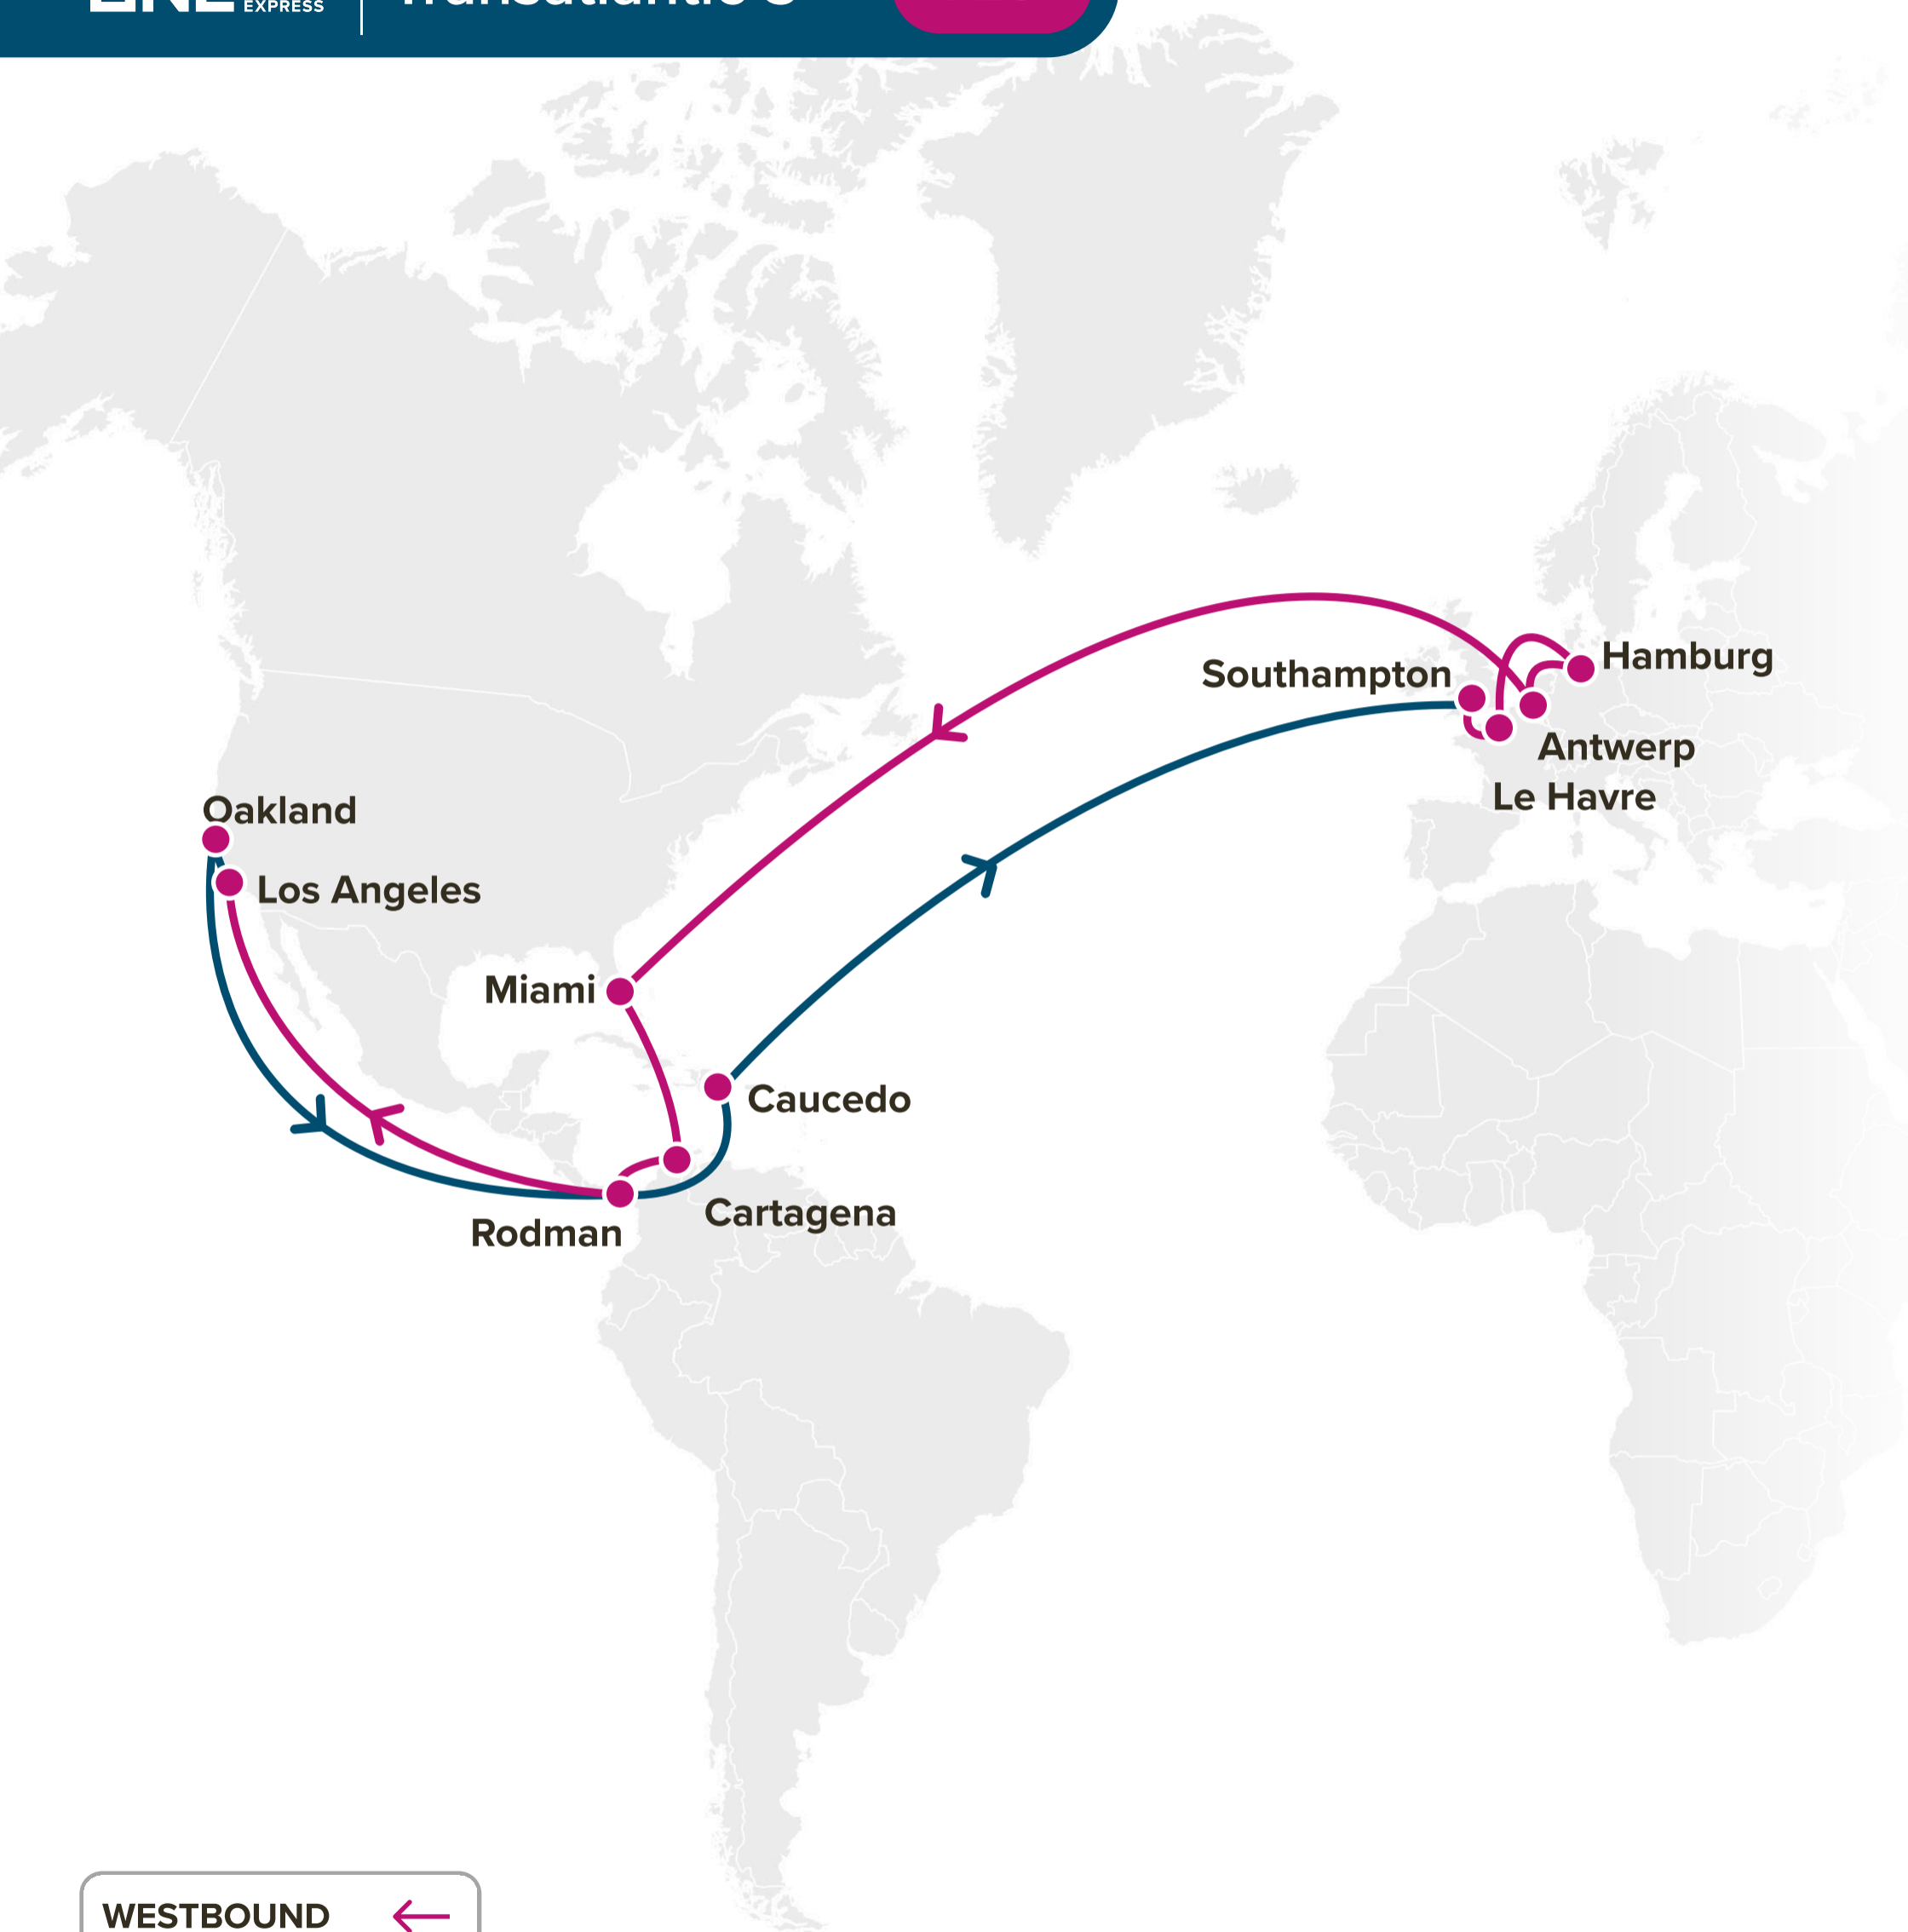 EXPRESS
Hamburg
Southampton
Antwerp
Le Havre
Oakland
Los Angeles
Miami
Caucedo
Cartagena
Rodman
WESTBOUND